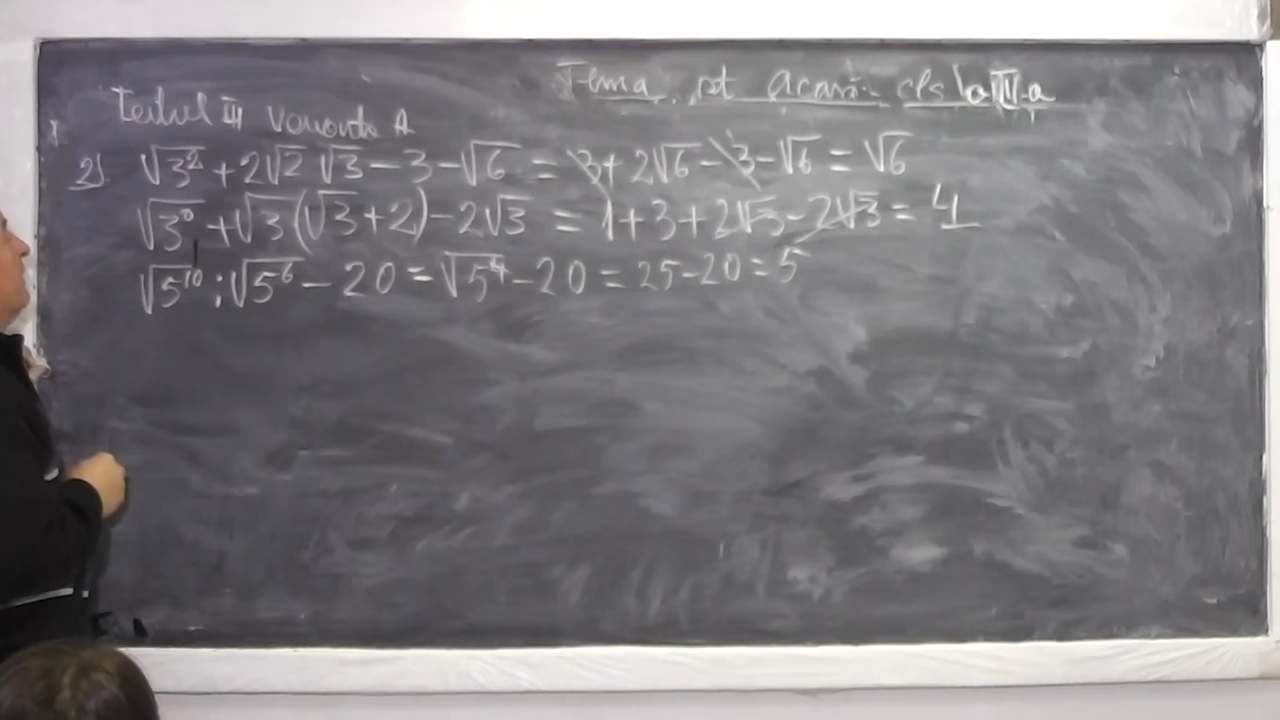 Tema pt acasă cls a III-a
Testul III varianta A
2) √3² + 2√2 √3 - 3 - √6 = 3 + 2√6 - 3 - √6 = √6
√3⁰ + √3(√3 + 2) - 2√3 = 1 + 3 + 2√3 - 2√3 = 4
√5¹⁰ : √5⁶ - 20 = √5⁴ - 20 = 25 - 20 = 5